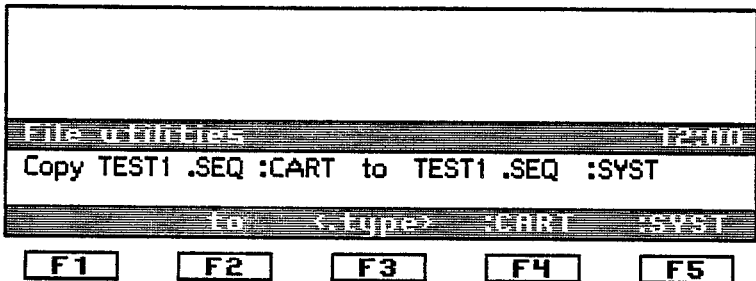 File utilities 12:00
Copy TEST1 .SEQ :CART to TEST1 .SEQ :SYST
to <.type> :CART :SYST
F1 F2 F3 F4 F5